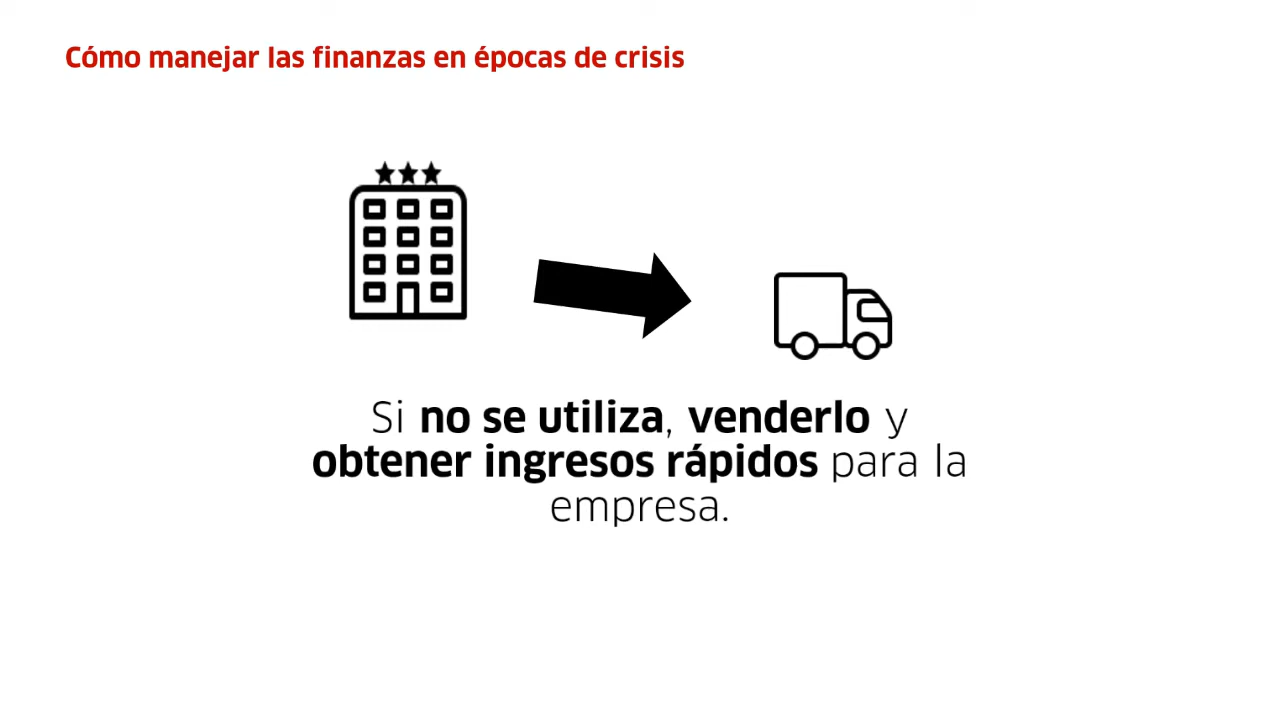 Cómo manejar las finanzas en épocas de crisis
Si no se utiliza, venderlo y
obtener ingresos rápidos para la
empresa.